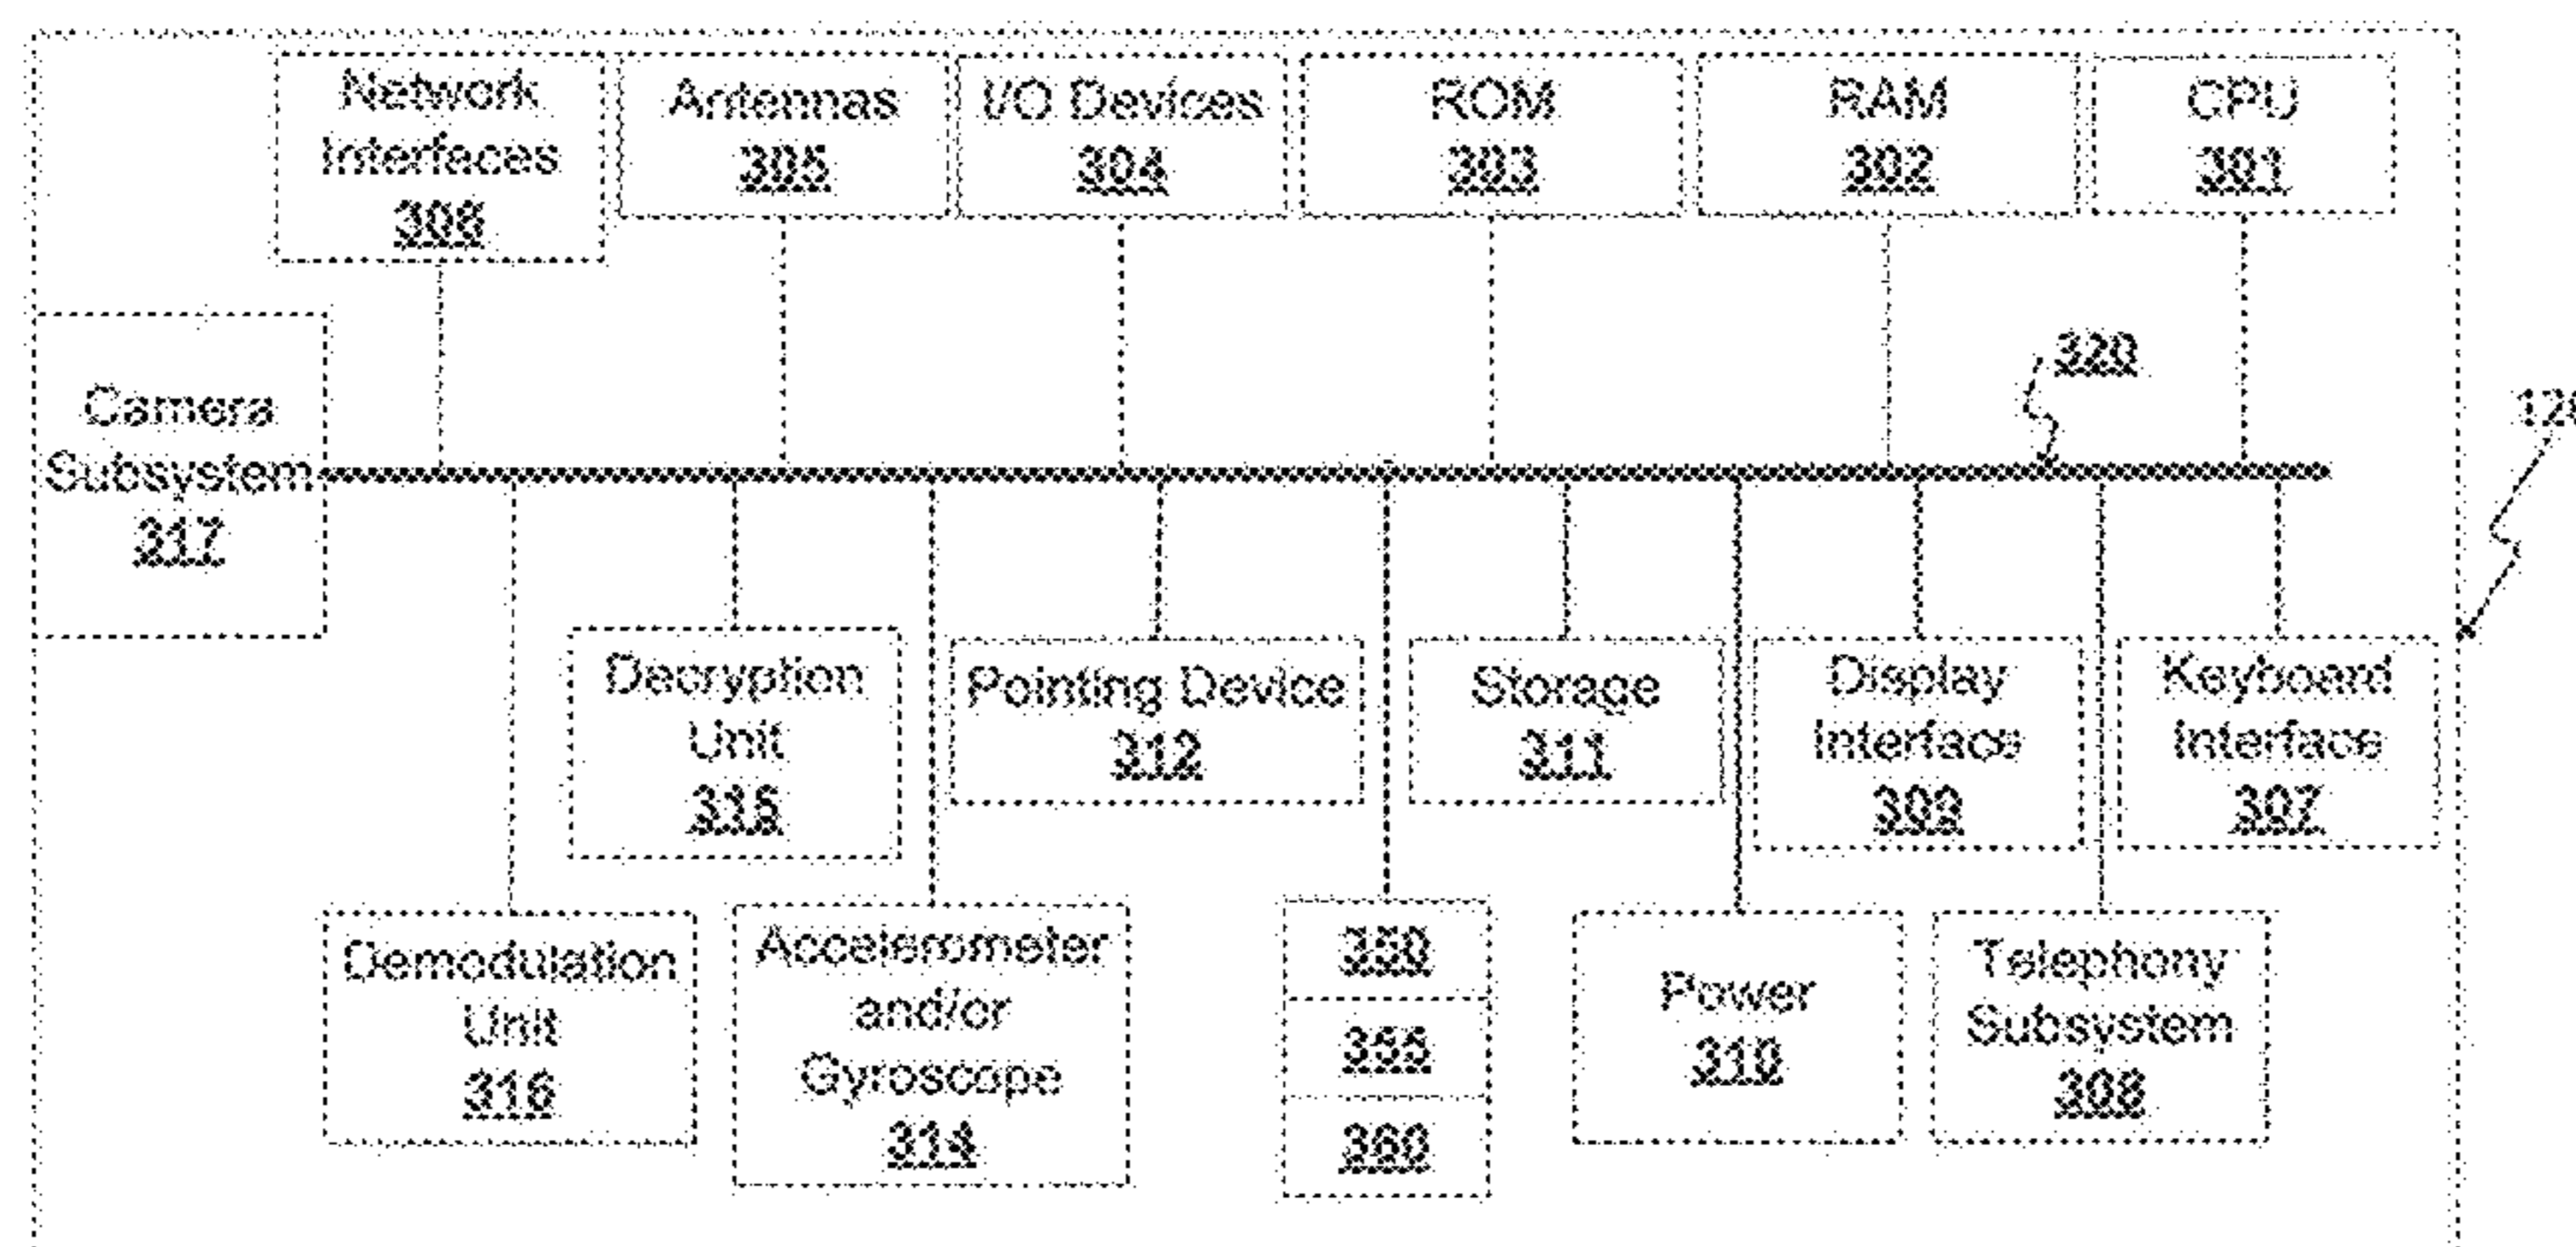 Network
Interfaces
306
Antennas
305
I/O Devices
304
ROM
303
RAM
302
CPU
301
320
Camera
Subsystem
317
Decryption
Unit
315
Pointing Device
312
Storage
311
Display
Interface
309
Keyboard
Interface
307
Demodulation
Unit
316
Accelerometer
and/or
Gyroscope
314
350
355
360
Power
310
Telephony
Subsystem
308